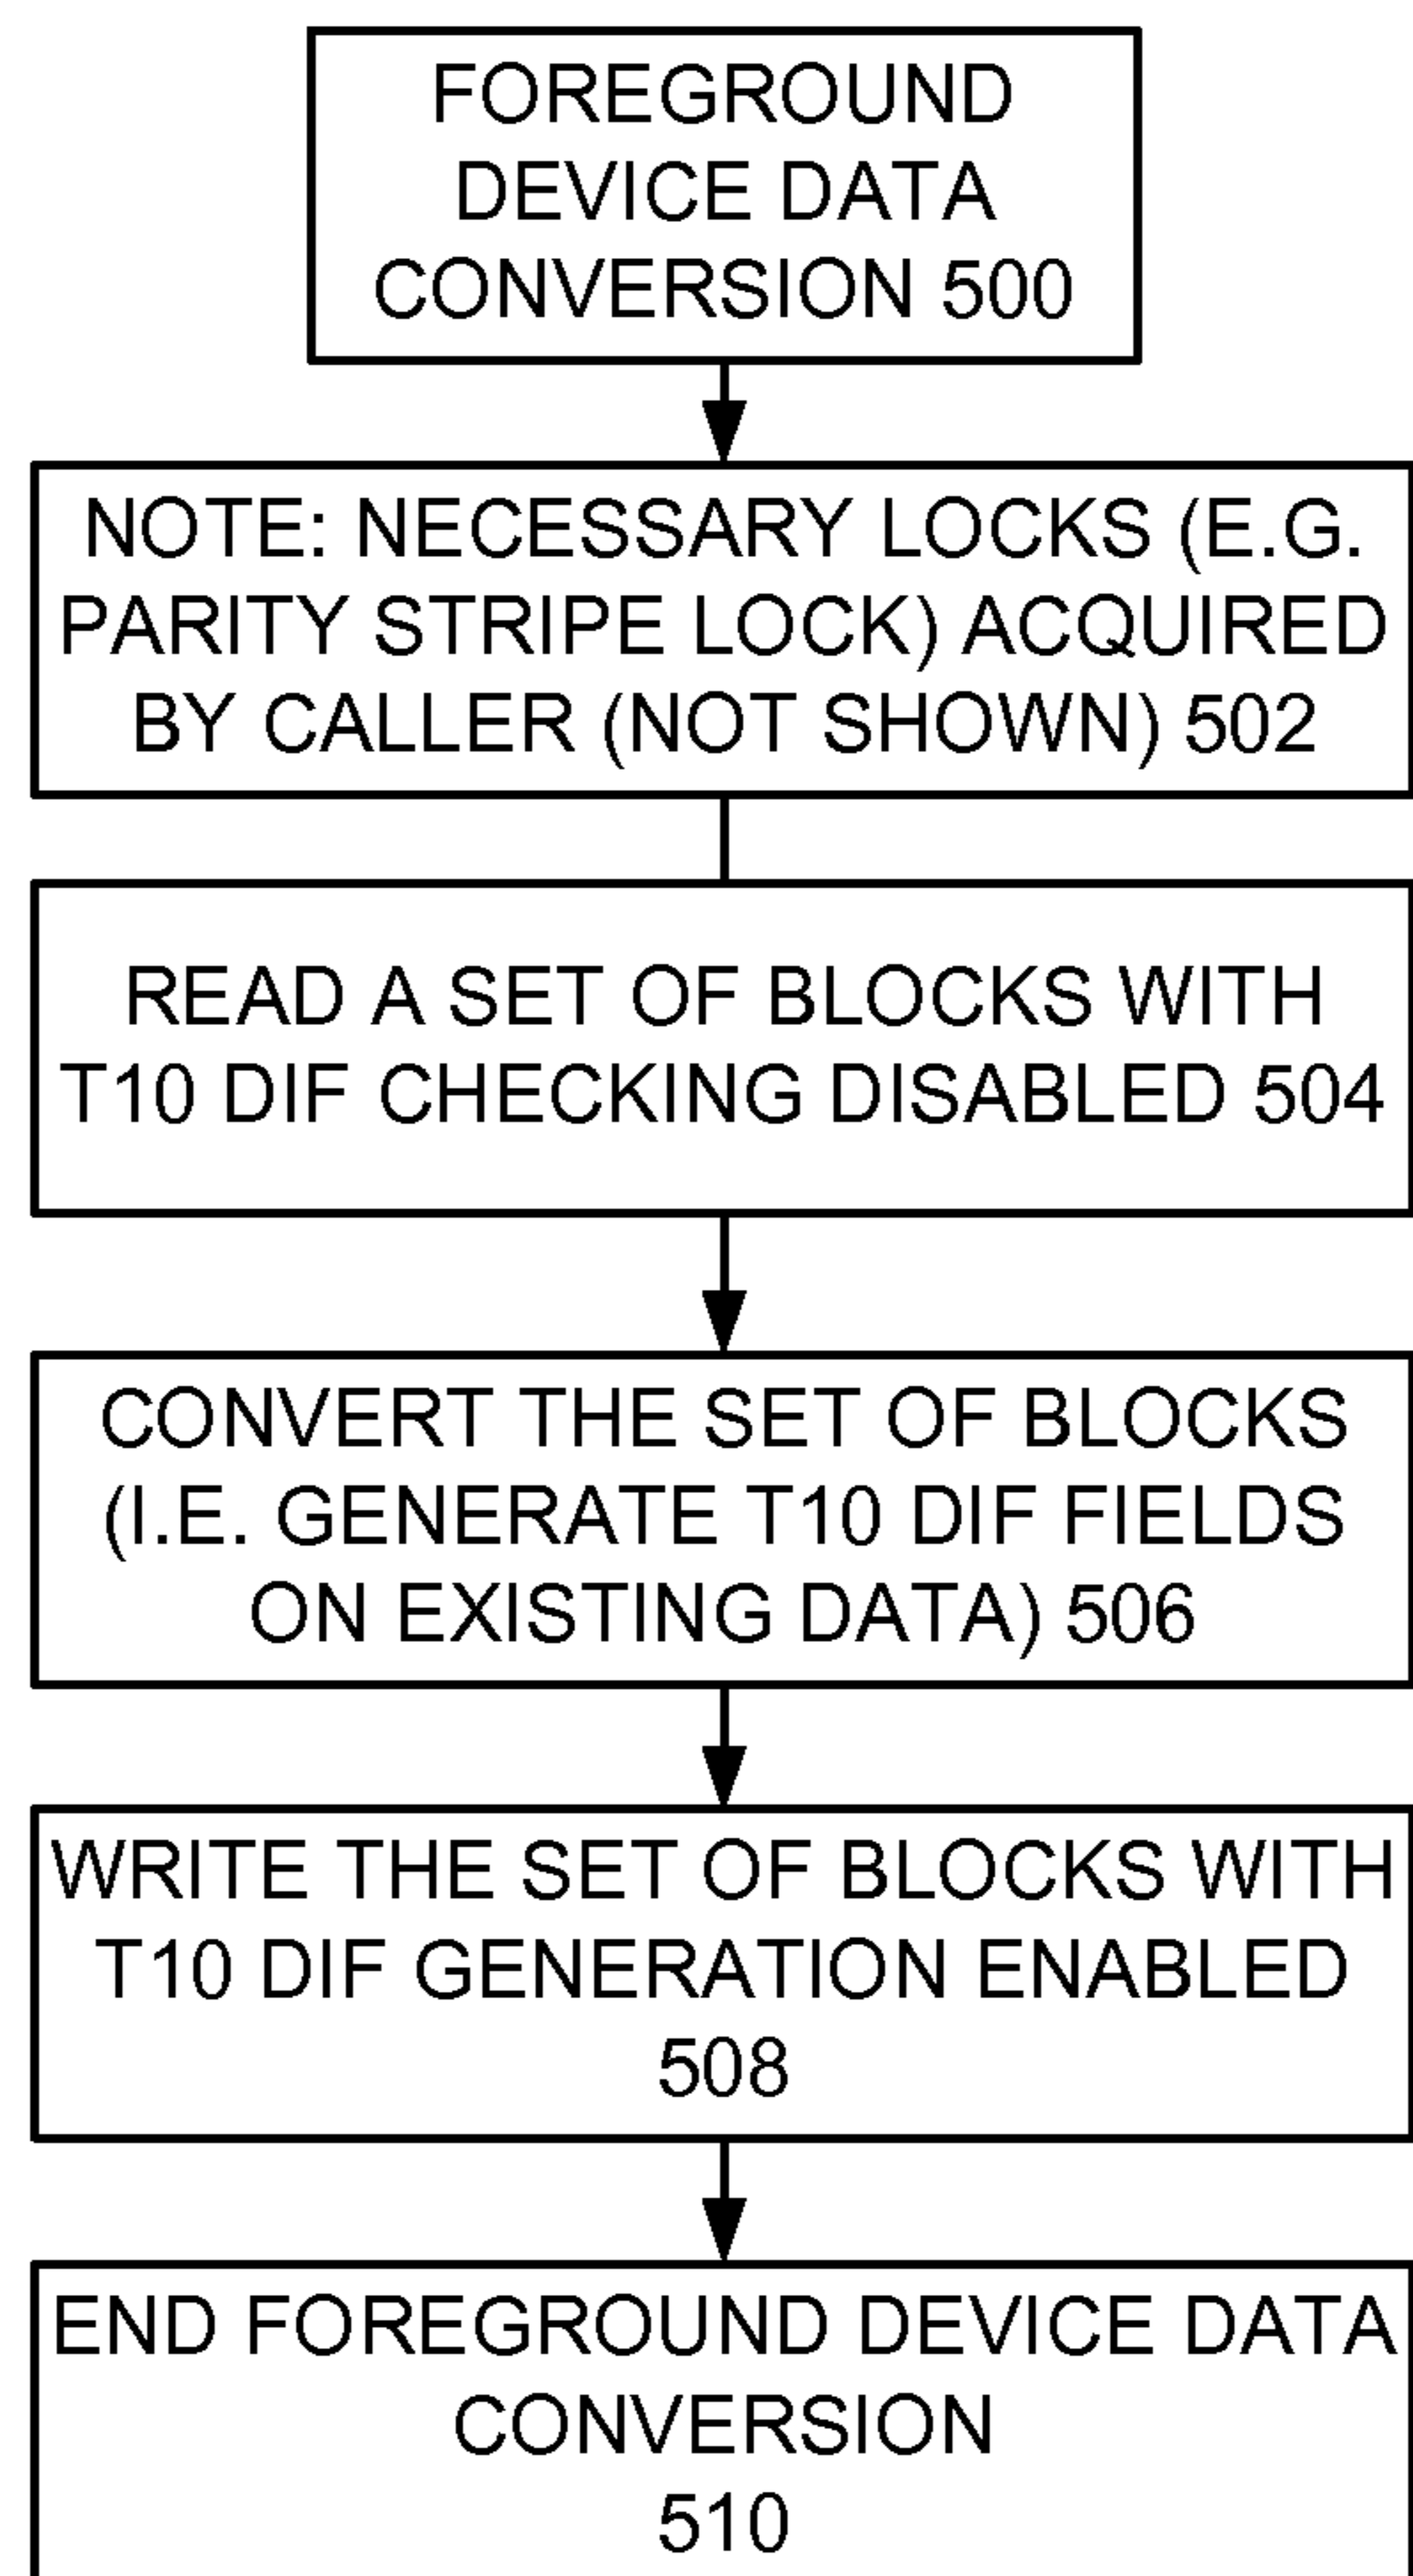 FOREGROUND
DEVICE DATA
CONVERSION 500
NOTE: NECESSARY LOCKS (E.G.
PARITY STRIPE LOCK) ACQUIRED
BY CALLER (NOT SHOWN) 502
READ A SET OF BLOCKS WITH
T10 DIF CHECKING DISABLED 504
CONVERT THE SET OF BLOCKS
(I.E. GENERATE T10 DIF FIELDS
ON EXISTING DATA) 506
WRITE THE SET OF BLOCKS WITH
T10 DIF GENERATION ENABLED
508
END FOREGROUND DEVICE DATA
CONVERSION
510